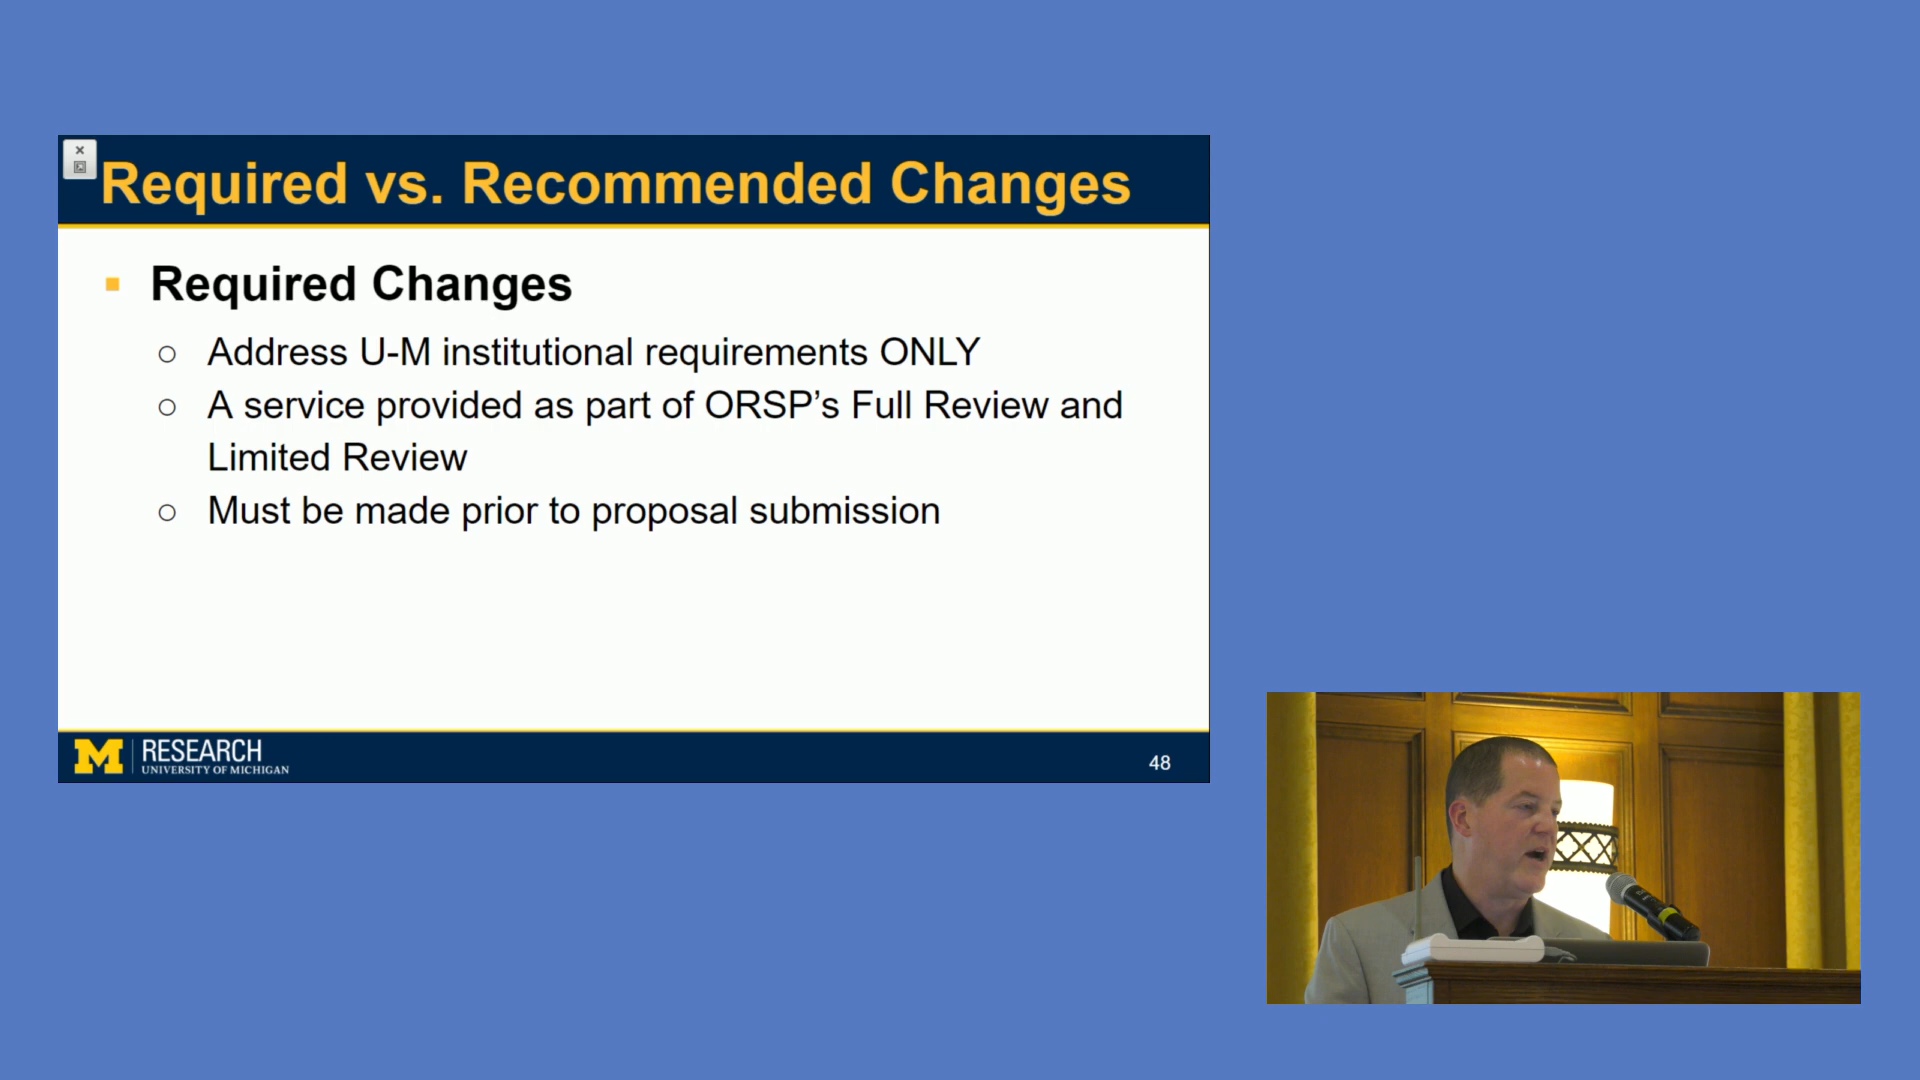 Required vs. Recommended Changes
▪ Required Changes
○ Address U-M institutional requirements ONLY
○ A service provided as part of ORSP’s Full Review and
Limited Review
○ Must be made prior to proposal submission
M RESEARCH
UNIVERSITY OF MICHIGAN
48